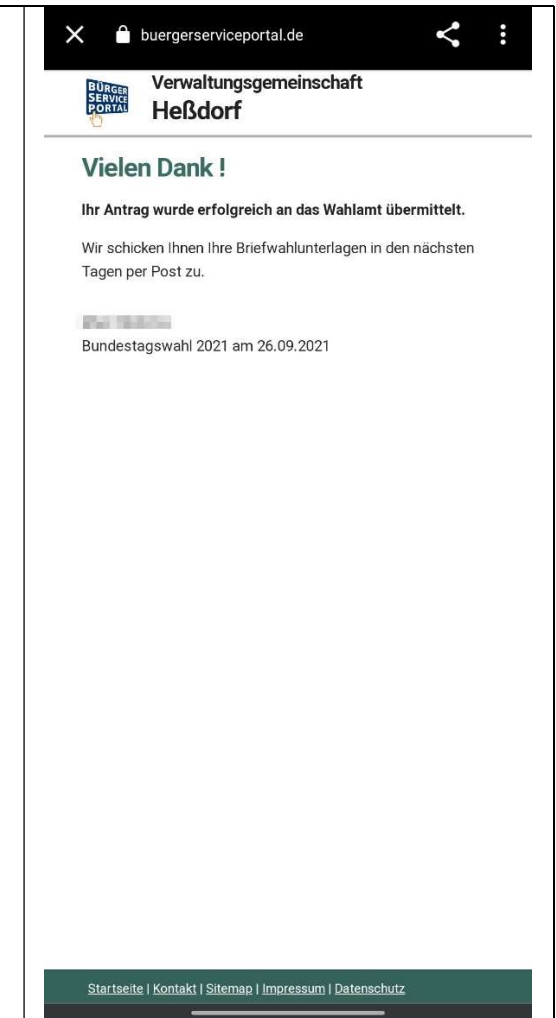 buergerserviceportal.de
BÜRGER
SERVICE
PORTAL
Verwaltungsgemeinschaft
Heßdorf
Vielen Dank !
Ihr Antrag wurde erfolgreich an das Wahlamt übermittelt.
Wir schicken Ihnen Ihre Briefwahlunterlagen in den nächsten
Tagen per Post zu.
Bundestagswahl 2021 am 26.09.2021
Startseite | Kontakt | Sitemap | Impressum | Datenschutz